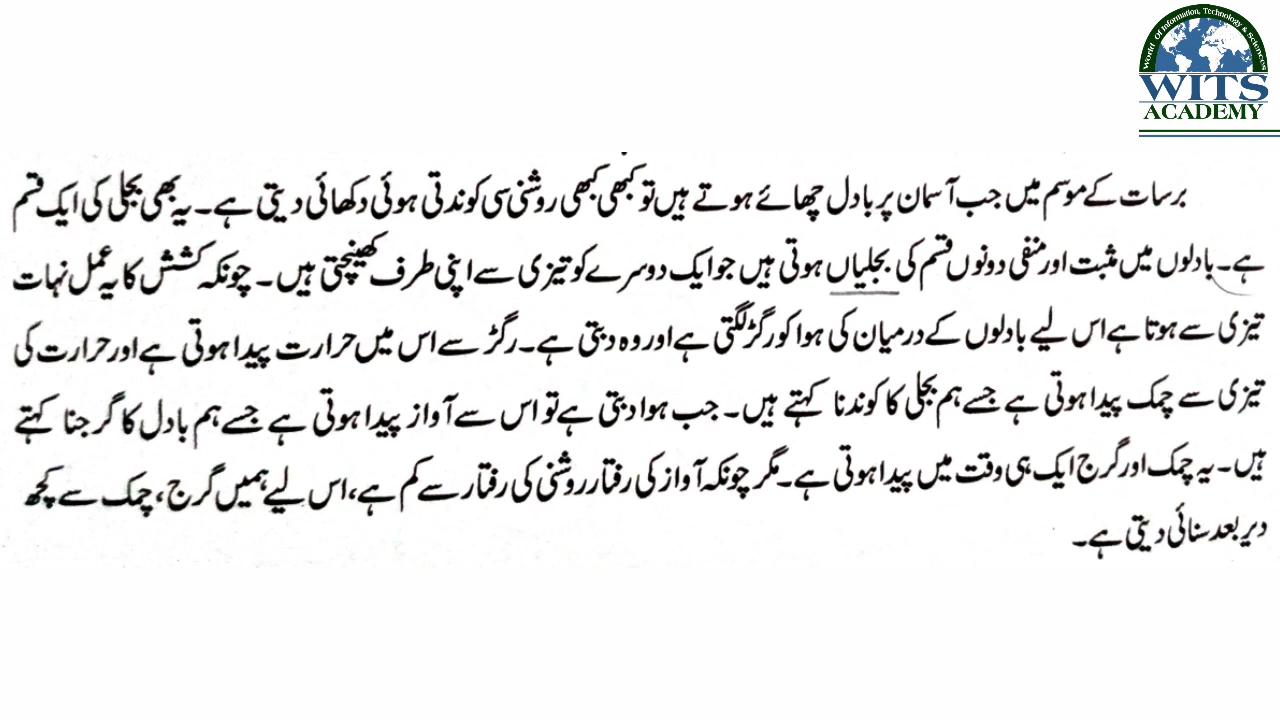 World Of Information, Technology & Sciences
WITS
ACADEMY
برسات کے موسم میں جب آسمان پر بادل چھائے ہوتے ہیں تو کبھی کبھی روشنی سی کوندتی ہوئی دکھائی دیتی ہے۔ یہ بھی بجلی کی ایک قسم
ہے۔ بادلوں میں مثبت اور منفی دونوں قسم کی بجلیاں ہوتی ہیں جو ایک دوسرے کو تیزی سے اپنی طرف کھینچتی ہیں۔ چونکہ کشش کا یہ عمل نہات
تیزی سے ہوتا ہے اس لیے بادلوں کے درمیان کی ہوا کو رگڑ لگتی ہے اور وہ دبتی ہے۔ رگڑ سے اس میں حرارت پیدا ہوتی ہے اور حرارت کی
تیزی سے چمک پیدا ہوتی ہے جسے ہم بجلی کا کوندنا کہتے ہیں۔ جب ہوا دبتی ہے تو اس سے آواز پیدا ہوتی ہے جسے ہم بادل کا گرجنا کہتے
ہیں۔ یہ چمک اور گرج ایک ہی وقت میں پیدا ہوتی ہے۔ مگر چونکہ آواز کی رفتار روشنی کی رفتار سے کم ہے، اس لیے ہمیں گرج، چمک سے کچھ
دیر بعد سنائی دیتی ہے۔